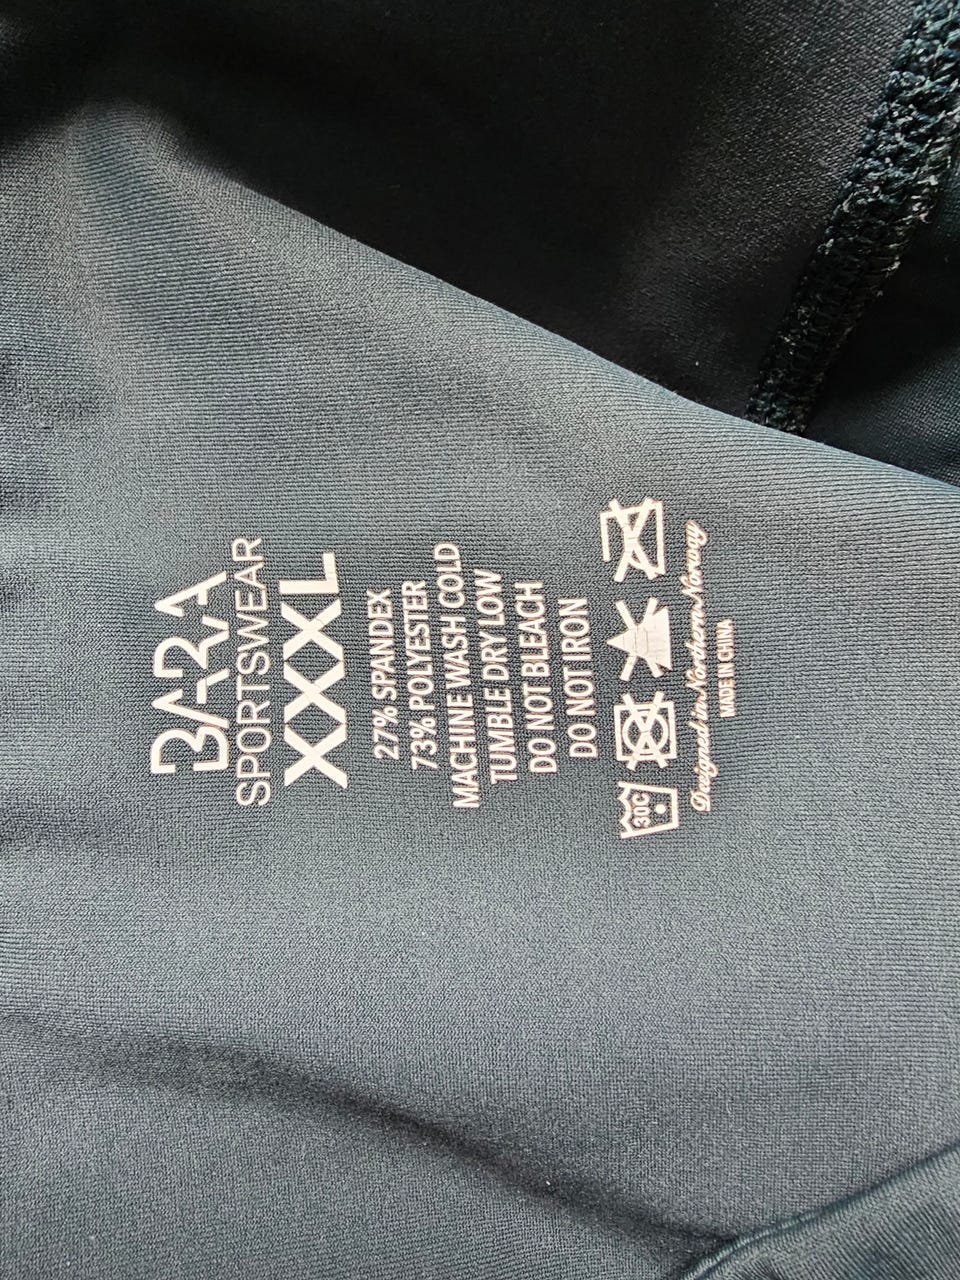 BARA
SPORTSWEAR
XXXL
27% SPANDEX
73% POLYESTER
MACHINE WASH COLD
TUMBLE DRY LOW
DO NOT BLEACH
DO NOT IRON
30C
Designed in Northern Norway
MADE IN CHINA